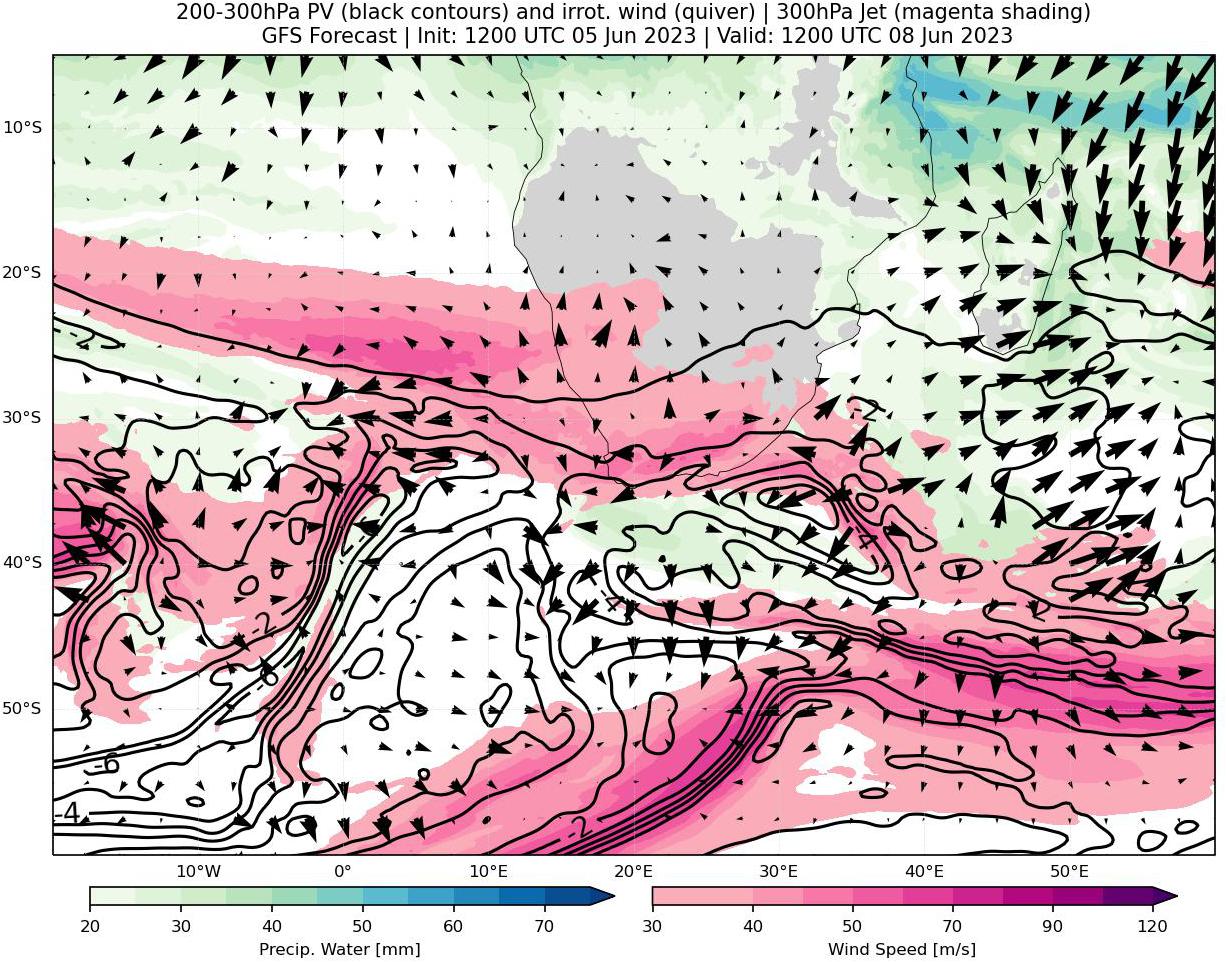 200-300hPa PV (black contours) and irrot. wind (quiver) | 300hPa Jet (magenta shading)
GFS Forecast | Init: 1200 UTC 05 Jun 2023 | Valid: 1200 UTC 08 Jun 2023
10°S
20°S
-2
-2
30°S
-4
40°S
-4
-2
-2
-6
50°S
-6
-4
-2
10°W 0° 10°E 20°E 30°E 40°E 50°E
20 30 40 50 60 70
Precip. Water [mm]
30 40 50 70 90 120
Wind Speed [m/s]